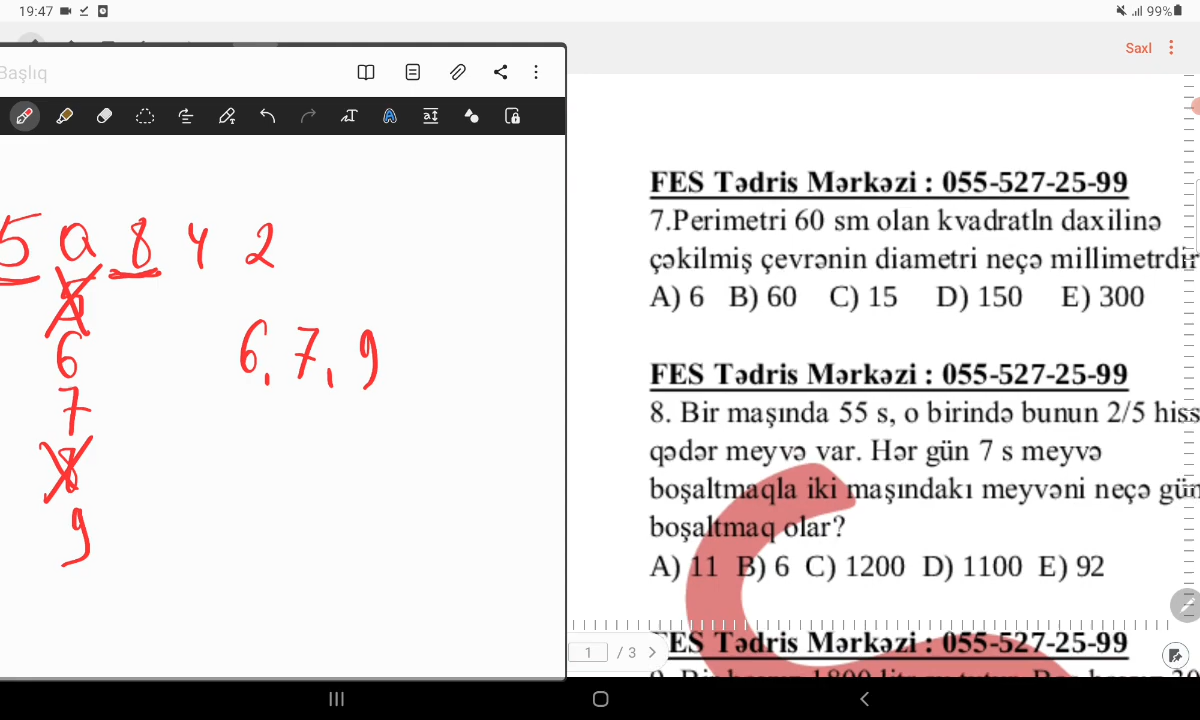 19:47
99%
Saxl
Başlıq
5 a 8 4 2
6
6, 7, 9
7
8
9
FES Tədris Mərkəzi : 055-527-25-99
7.Perimetri 60 sm olan kvadratln daxilinə
çəkilmiş çevrənin diametri neçə millimetrdir
A) 6 B) 60 C) 15 D) 150 E) 300
FES Tədris Mərkəzi : 055-527-25-99
8. Bir maşında 55 s, o birində bunun 2/5 hiss
qədər meyvə var. Hər gün 7 s meyvə
boşaltmaqla iki maşındakı meyvəni neçə gün
boşaltmaq olar?
A) 11 B) 6 C) 1200 D) 1100 E) 92
1 / 3
FES Tədris Mərkəzi : 055-527-25-99